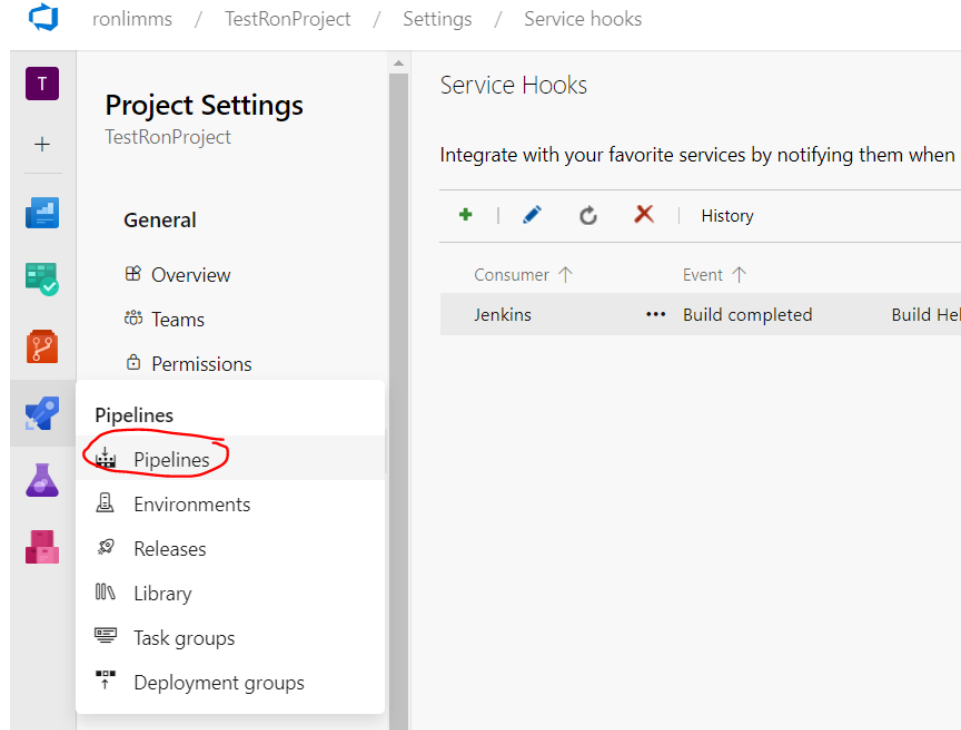 ronlimms / TestRonProject / Settings / Service hooks
T
Project Settings
TestRonProject
General
Overview
Teams
Permissions
Pipelines
Pipelines
Environments
Releases
Library
Task groups
Deployment groups
Service Hooks
Integrate with your favorite services by notifying them when
History
Consumer Event
Jenkins ••• Build completed Build Hel